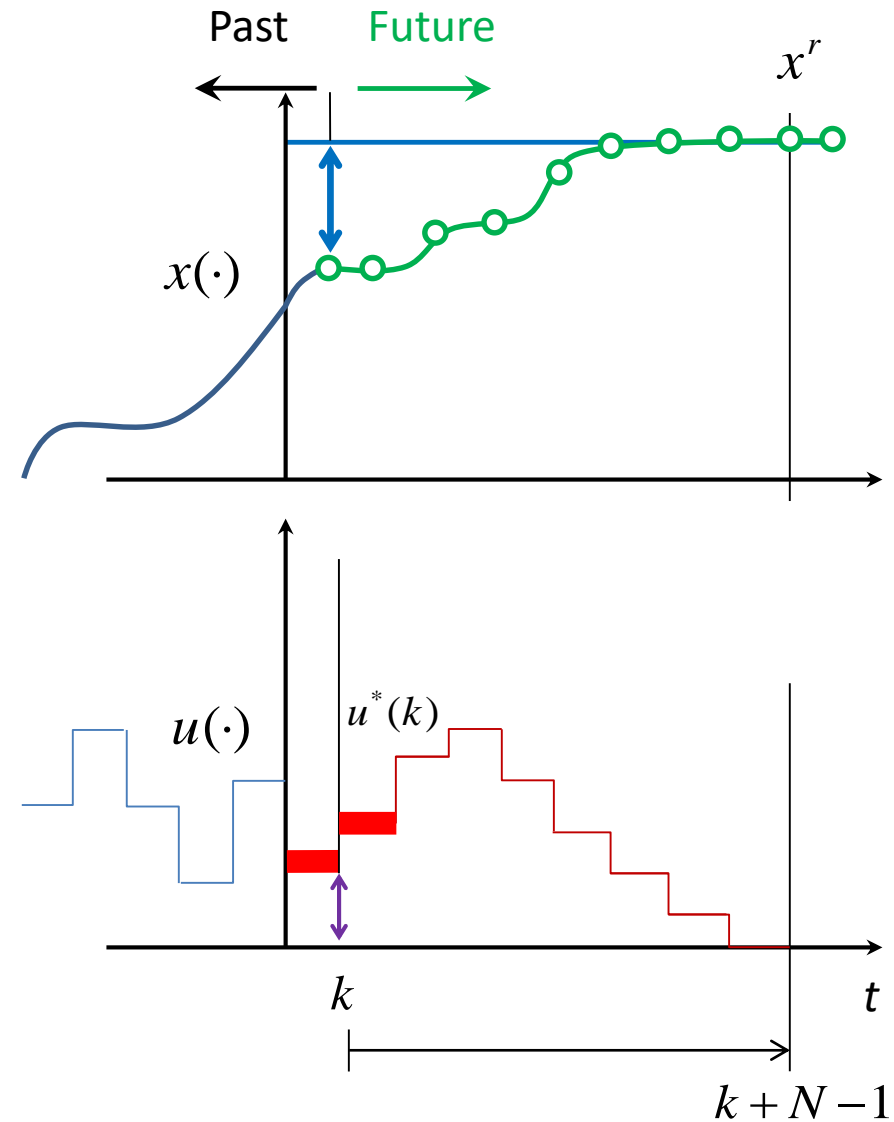 Past Future
x^r
x(·)
u*(k)
u(·)
k
t
k + N − 1